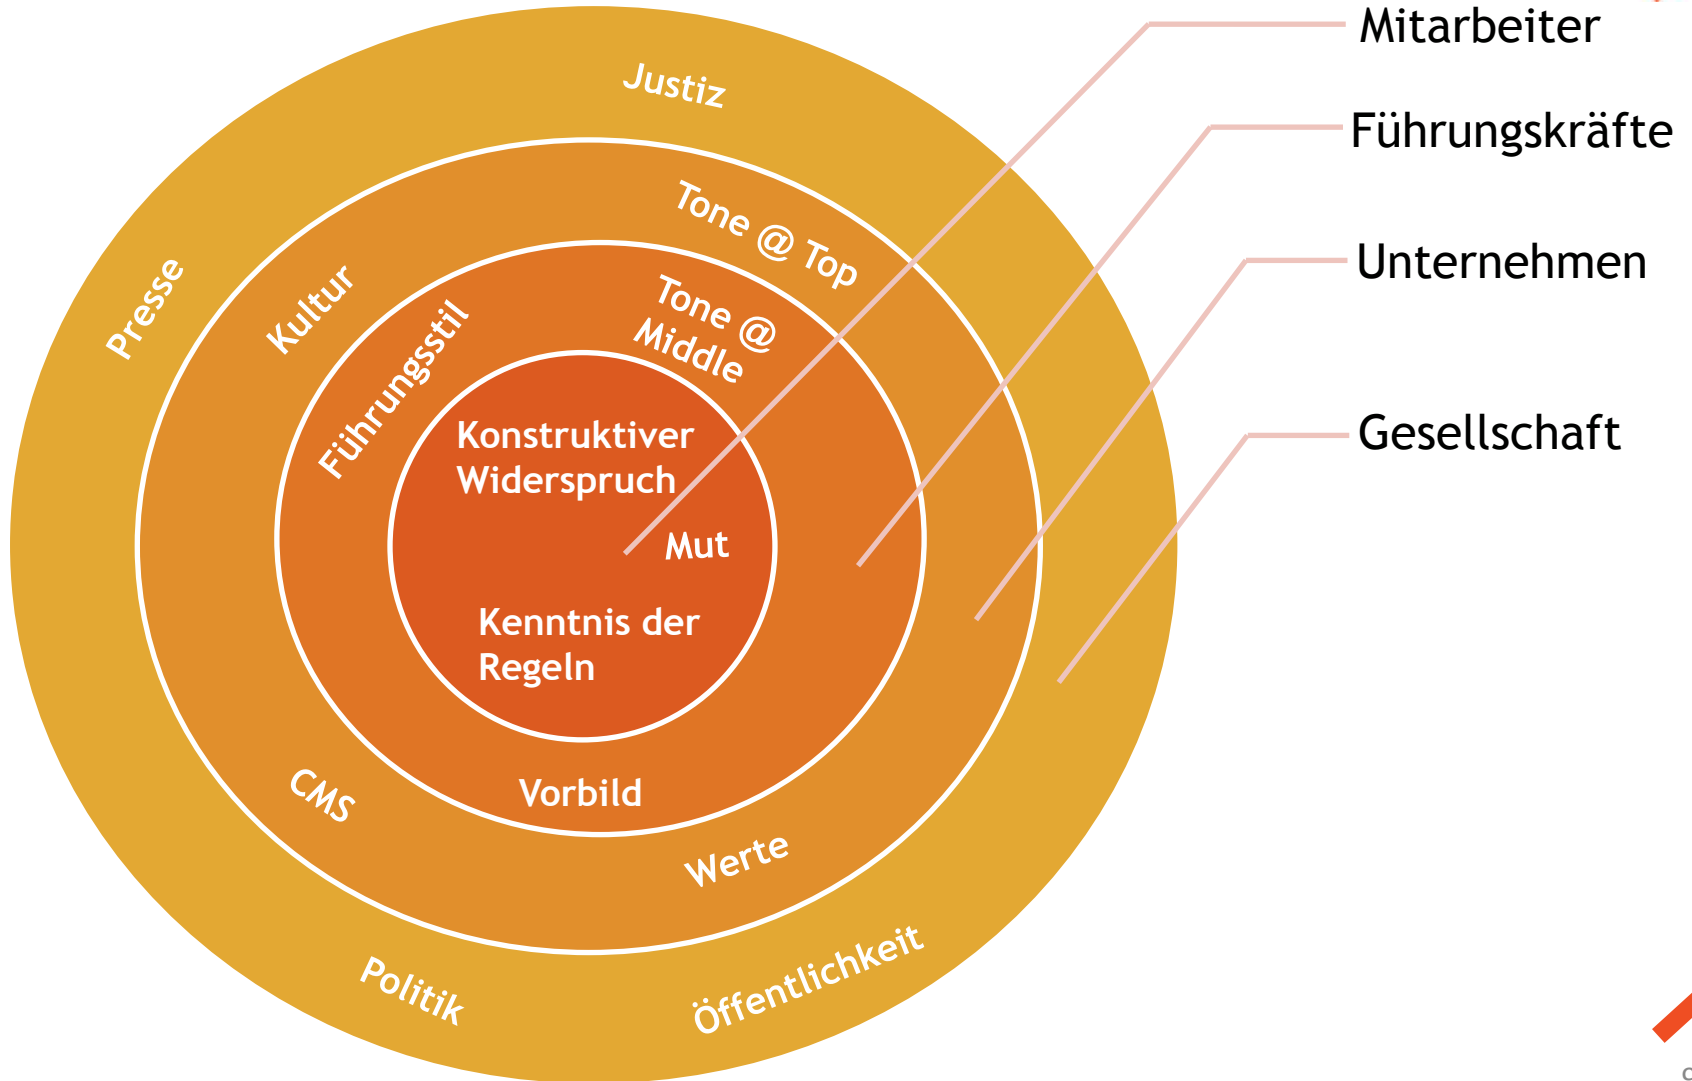 Mitarbeiter
Führungskräfte
Unternehmen
Gesellschaft
Justiz
Presse
Politik
Öffentlichkeit
Tone @ Top
Kultur
CMS
Werte
Tone @
Middle
Führungsstil
Vorbild
Konstruktiver
Widerspruch
Mut
Kenntnis der
Regeln